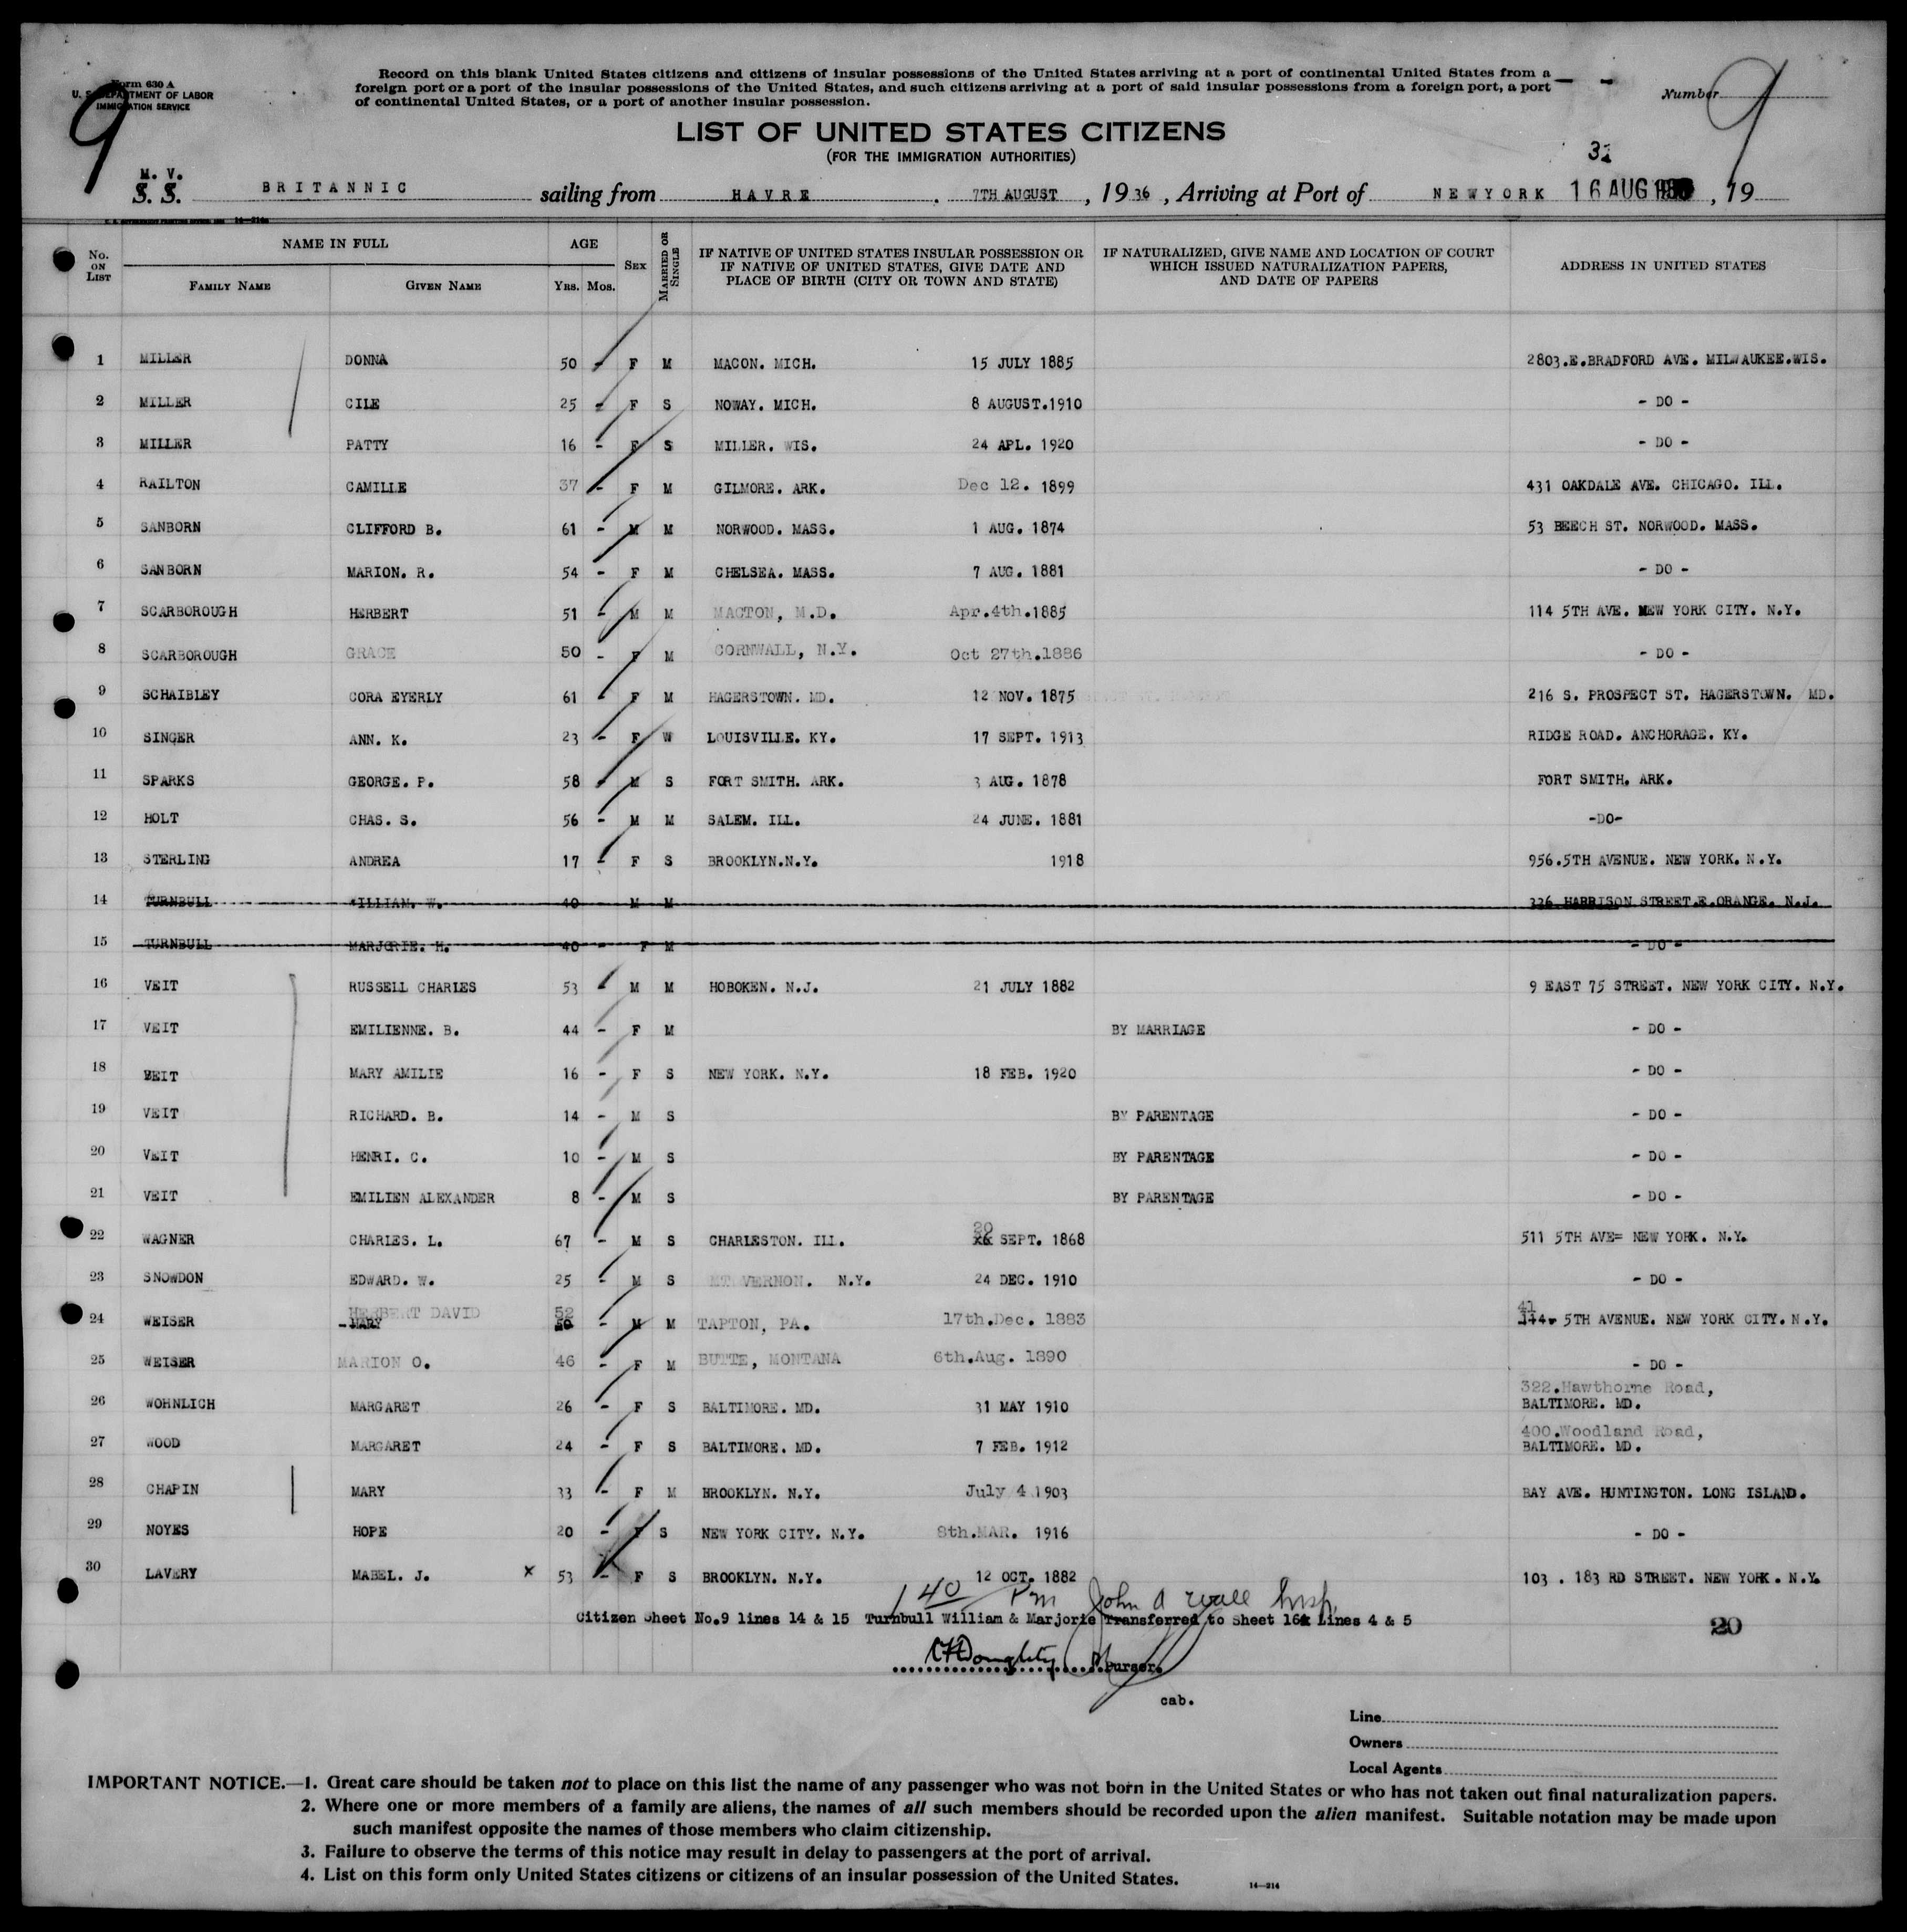 Form 630 A
U. S. DEPARTMENT OF LABOR
IMMIGRATION SERVICE
9
Record on this blank United States citizens and citizens of insular possessions of the United States arriving at a port of continental United States from a
foreign port or a port of the insular possessions of the United States, and such citizens arriving at a port of said insular possessions from a foreign port, a port
of continental United States, or a port of another insular possession.
Number 9
LIST OF UNITED STATES CITIZENS
(FOR THE IMMIGRATION AUTHORITIES)
M. V.
S. S. BRITANNIC sailing from HAVRE, 7TH AUGUST, 1936, Arriving at Port of NEWYORK 16 AUG, 19
No. ON LIST NAME IN FULL FAMILY NAME GIVEN NAME AGE YRS. MOS. SEX MARRIED OR SINGLE IF NATIVE OF UNITED STATES INSULAR POSSESSION OR IF NATIVE OF UNITED STATES, GIVE DATE AND PLACE OF BIRTH (CITY OR TOWN AND STATE) IF NATURALIZED, GIVE NAME AND LOCATION OF COURT WHICH ISSUED NATURALIZATION PAPERS, AND DATE OF PAPERS ADDRESS IN UNITED STATES
1 MILLER DONNA 50 - F M MACON. MICH. 15 JULY 1885 2803.E.BRADFORD AVE. MILWAUKEE.WIS.
2 MILLER CILE 25 - F S NOWAY. MICH. 8 AUGUST.1910 - DO -
3 MILLER PATTY 16 - F S MILLER. WIS. 24 APL. 1920 - DO -
4 RAILTON CAMILLE 37 - F M GILMORE. ARK. Dec 12. 1899 431 OAKDALE AVE. CHICAGO. ILL.
5 SANBORN CLIFFORD B. 61 - M M NORWOOD. MASS. 1 AUG. 1874 53 BEECH ST. NORWOOD. MASS.
6 SANBORN MARION. R. 54 - F M CHELSEA. MASS. 7 AUG. 1881 - DO -
7 SCARBOROUGH HERBERT 51 - M M MACTON, M.D. Apr.4th.1885 114 5TH AVE. NEW YORK CITY. N.Y.
8 SCARBOROUGH GRACE 50 - F M CORNWALL, N.Y. Oct 27th.1886 - DO -
9 SCHAIBLEY CORA EYERLY 61 - F M HAGERSTOWN. MD. 12 NOV. 1875 216 S. PROSPECT ST. HAGERSTOWN. MD.
10 SINGER ANN. K. 23 - F W LOUISVILLE. KY. 17 SEPT. 1913 RIDGE ROAD. ANCHORAGE. KY.
11 SPARKS GEORGE. P. 58 - M S FORT SMITH. ARK. 3 AUG. 1878 FORT SMITH. ARK.
12 HOLT CHAS. S. 56 - M M SALEM. ILL. 24 JUNE. 1881 -DO-
13 STERLING ANDREA 17 - F S BROOKLYN.N.Y. 1918 956.5TH AVENUE. NEW YORK. N.Y.
14 TURNBULL WILLIAM. W. 40 M M 336 HARRISON STREET.E.ORANGE. N.J.
15 TURNBULL MARJORIE. H. 40 - F M - DO -
16 VEIT RUSSELL CHARLES 53 - M M HOBOKEN. N.J. 21 JULY 1882 9 EAST 75 STREET. NEW YORK CITY. N.Y.
17 VEIT EMILIENNE. B. 44 - F M BY MARRIAGE - DO -
18 BEIT MARY AMILIE 16 - F S NEW YORK. N.Y. 18 FEB. 1920 - DO -
19 VEIT RICHARD. B. 14 - M S BY PARENTAGE - DO -
20 VEIT HENRI. C. 10 - M S BY PARENTAGE - DO -
21 VEIT EMILIEN ALEXANDER 8 - M S BY PARENTAGE - DO -
22 WAGNER CHARLES. L. 67 - M S CHARLESTON. ILL. 20 SEPT. 1868 511 5TH AVE= NEW YORK. N.Y.
23 SNOWDON EDWARD. W. 25 - M S MT VERNON. N.Y. 24 DEC. 1910 - DO -
HERBERT DAVID 52 41
24 WEISER MARY 50 - M M TAPTON, PA. 17th.Dec. 1883 144 5TH AVENUE. NEW YORK CITY. N.Y.
25 WEISER MARION O. 46 - F M BUTTE, MONTANA 6th.Aug. 1890 - DO -
322.Hawthorne Road,
26 WOHNLICH MARGARET 26 - F S BALTIMORE. MD. 31 MAY 1910 BALTIMORE. MD.
400.Woodland Road,
27 WOOD MARGARET 24 - F S BALTIMORE. MD. 7 FEB. 1912 BALTIMORE. MD.
28 CHAPIN MARY 33 - F M BROOKLYN. N.Y. July 4 1903 BAY AVE. HUNTINGTON. LONG ISLAND.
29 NOYES HOPE 20 - F S NEW YORK CITY. N.Y. 8th.MAR. 1916 - DO -
30 LAVERY MABEL. J. x 53 - F S BROOKLYN. N.Y. 12 OCT. 1882 103 . 183 RD STREET. NEW YORK. N.Y.
1 40 Pm John A Wall Insp.
Citizen Sheet No.9 lines 14 & 15 Turnbull William & Marjorie Transferred to Sheet 16 Lines 4 & 5
20
Purser.
cab.
Line
Owners
Local Agents
IMPORTANT NOTICE.—1. Great care should be taken not to place on this list the name of any passenger who was not born in the United States or who has not taken out final naturalization papers.
2. Where one or more members of a family are aliens, the names of all such members should be recorded upon the alien manifest. Suitable notation may be made upon
such manifest opposite the names of those members who claim citizenship.
3. Failure to observe the terms of this notice may result in delay to passengers at the port of arrival.
4. List on this form only United States citizens or citizens of an insular possession of the United States.
14—214